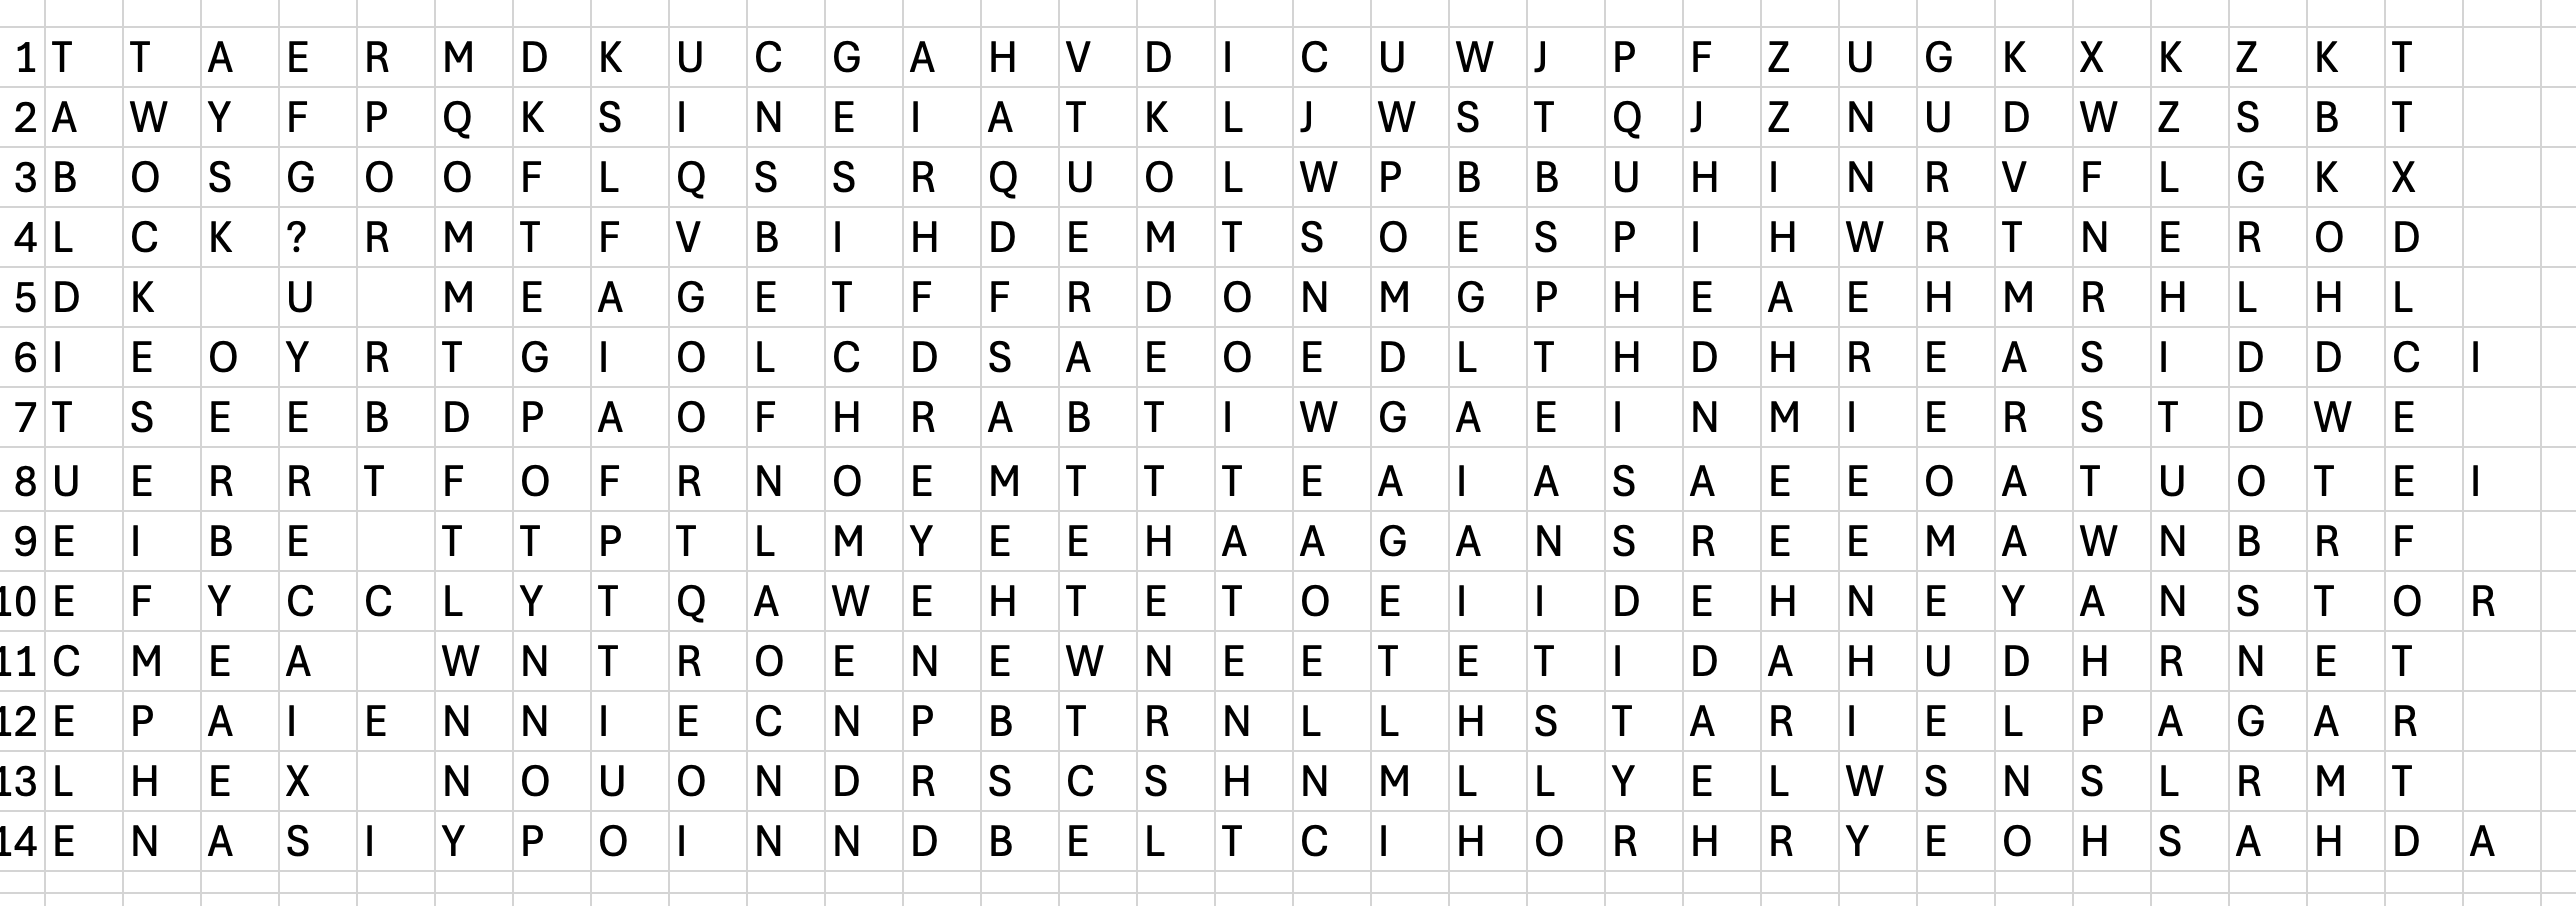 1 T T A E R M D K U C G A H V D I C U W J P F Z U G K X K Z K T
2 A W Y F P Q K S I N E I A T K L J W S T Q J Z N U D W Z S B T
3 B O S G O O F L Q S S R Q U O L W P B B U H I N R V F L G K X
4 L C K ? R M T F V B I H D E M T S O E S P I H W R T N E R O D
5 D K U M E A G E T F F R D O N M G P H E A E H M R H L H L
6 I E O Y R T G I O L C D S A E O E D L T H D H R E A S I D D C I
7 T S E E B D P A O F H R A B T I W G A E I N M I E R S T D W E
8 U E R R T F O F R N O E M T T T E A I A S A E E O A T U O T E I
9 E I B E T T P T L M Y E E H A A G A N S R E E M A W N B R F
10 E F Y C C L Y T Q A W E H T E T O E I I D E H N E Y A N S T O R
11 C M E A W N T R O E N E W N E E T E T I D A H U D H R N E T
12 E P A I E N N I E C N P B T R N L L H S T A R I E L P A G A R
13 L H E X N O U O N D R S C S H N M L L Y E L W S N S L R M T
14 E N A S I Y P O I N N D B E L T C I H O R H R Y E O H S A H D A